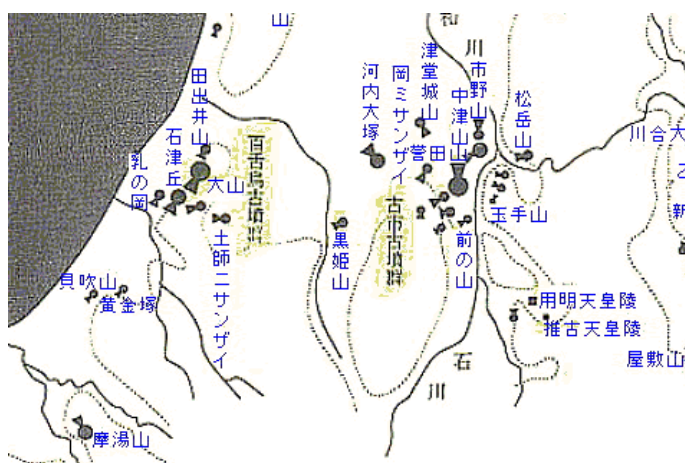 山
和
川
田出井山
石津丘
乳の岡
大山
百舌鳥古墳群
土師ニサンザイ
貝吹山
黄金塚
摩湯山
河内大塚
岡ミサンザイ
津堂城山
市野山
中津山
誉田山
松岳山
川合大
新
玉手山
古市古墳群
黒姫山
前の山
用明天皇陵
推古天皇陵
屋敷山
石
川